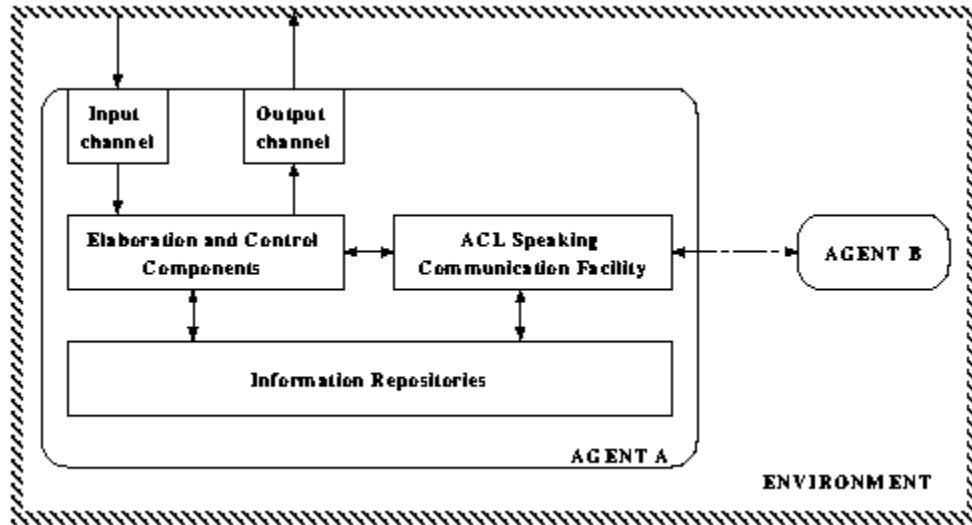 Input
channel
Output
channel
Elaboration and Control
Components
ACL Speaking
Communication Facility
AGENT B
Information Repositories
AGENT A
ENVIRONMENT